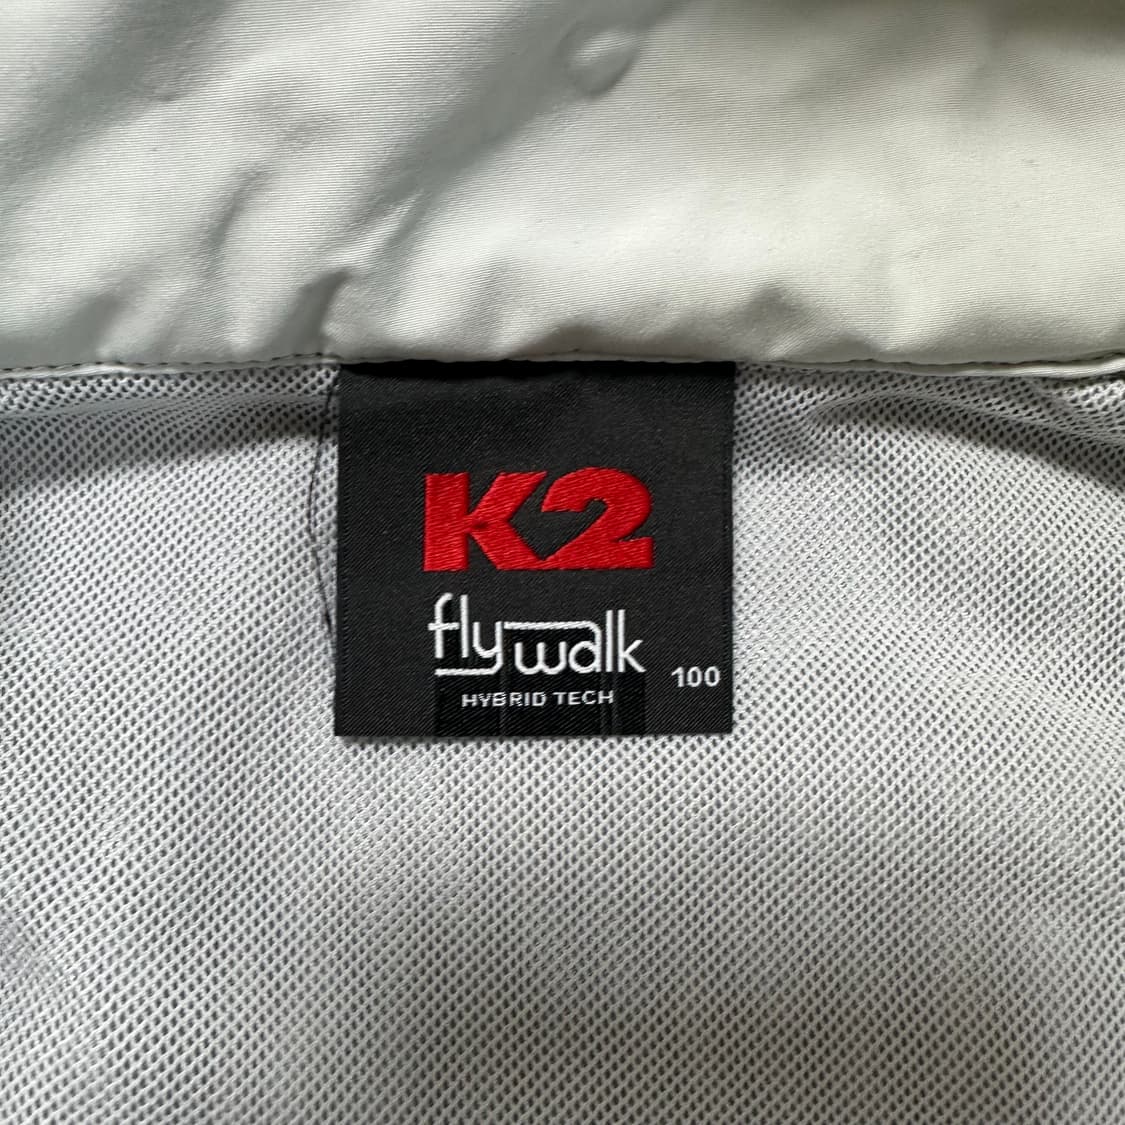 K2
flywalk
100
HYBRID TECH